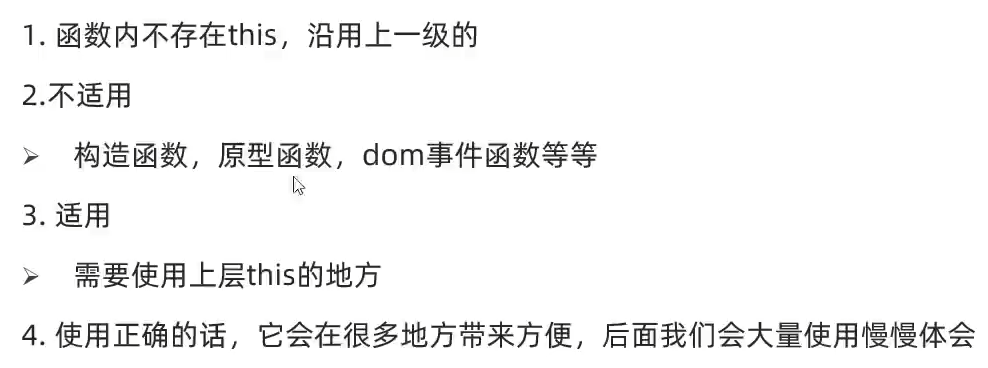 1. 函数内不存在this，沿用上一级的
2.不适用
➢ 构造函数，原型函数，dom事件函数等等
3. 适用
➢ 需要使用上层this的地方
4. 使用正确的话，它会在很多地方带来方便，后面我们会大量使用慢慢体会